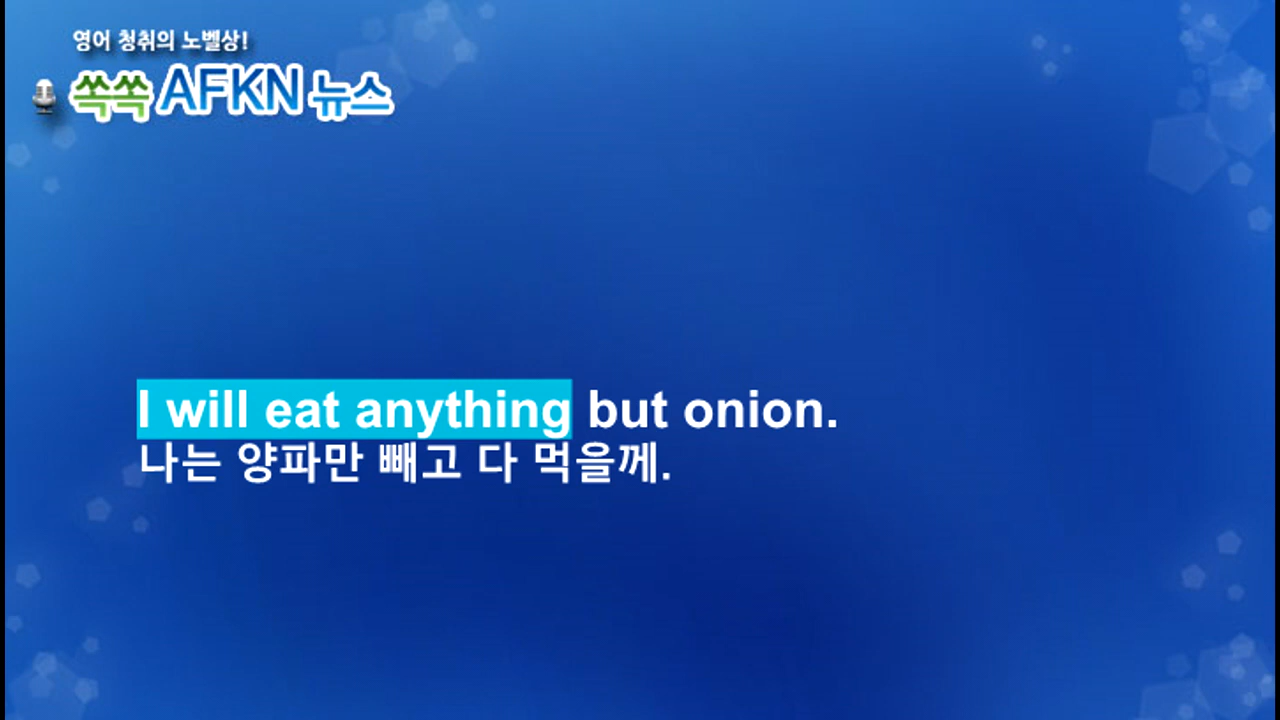 영어 청취의 노벨상!
쏙쏙 AFKN 뉴스
I will eat anything but onion.
나는 양파만 빼고 다 먹을께.